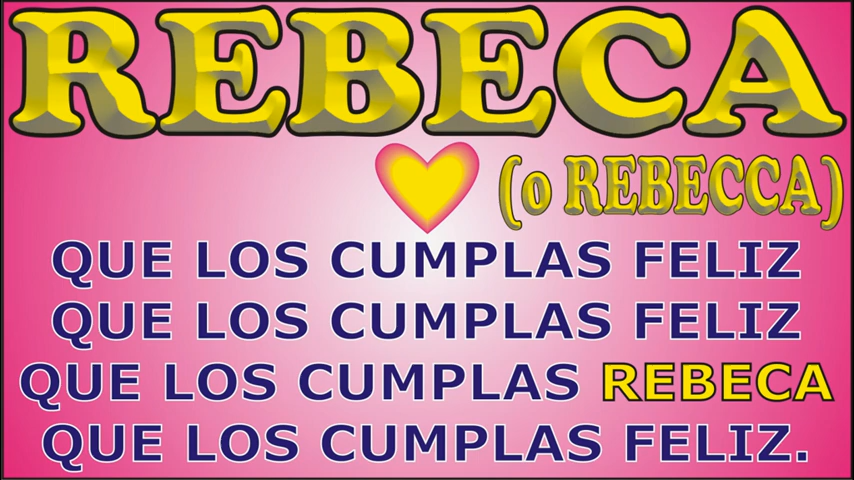 REBECA
(o REBECCA)
QUE LOS CUMPLAS FELIZ
QUE LOS CUMPLAS FELIZ
QUE LOS CUMPLAS REBECA
QUE LOS CUMPLAS FELIZ.